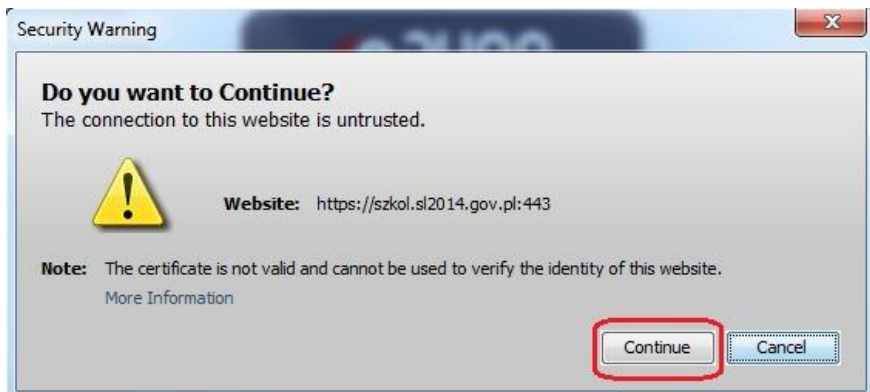 Security Warning
Do you want to Continue?
The connection to this website is untrusted.
Website: https://szkol.sl2014.gov.pl:443
Note: The certificate is not valid and cannot be used to verify the identity of this website.
More Information
Continue Cancel